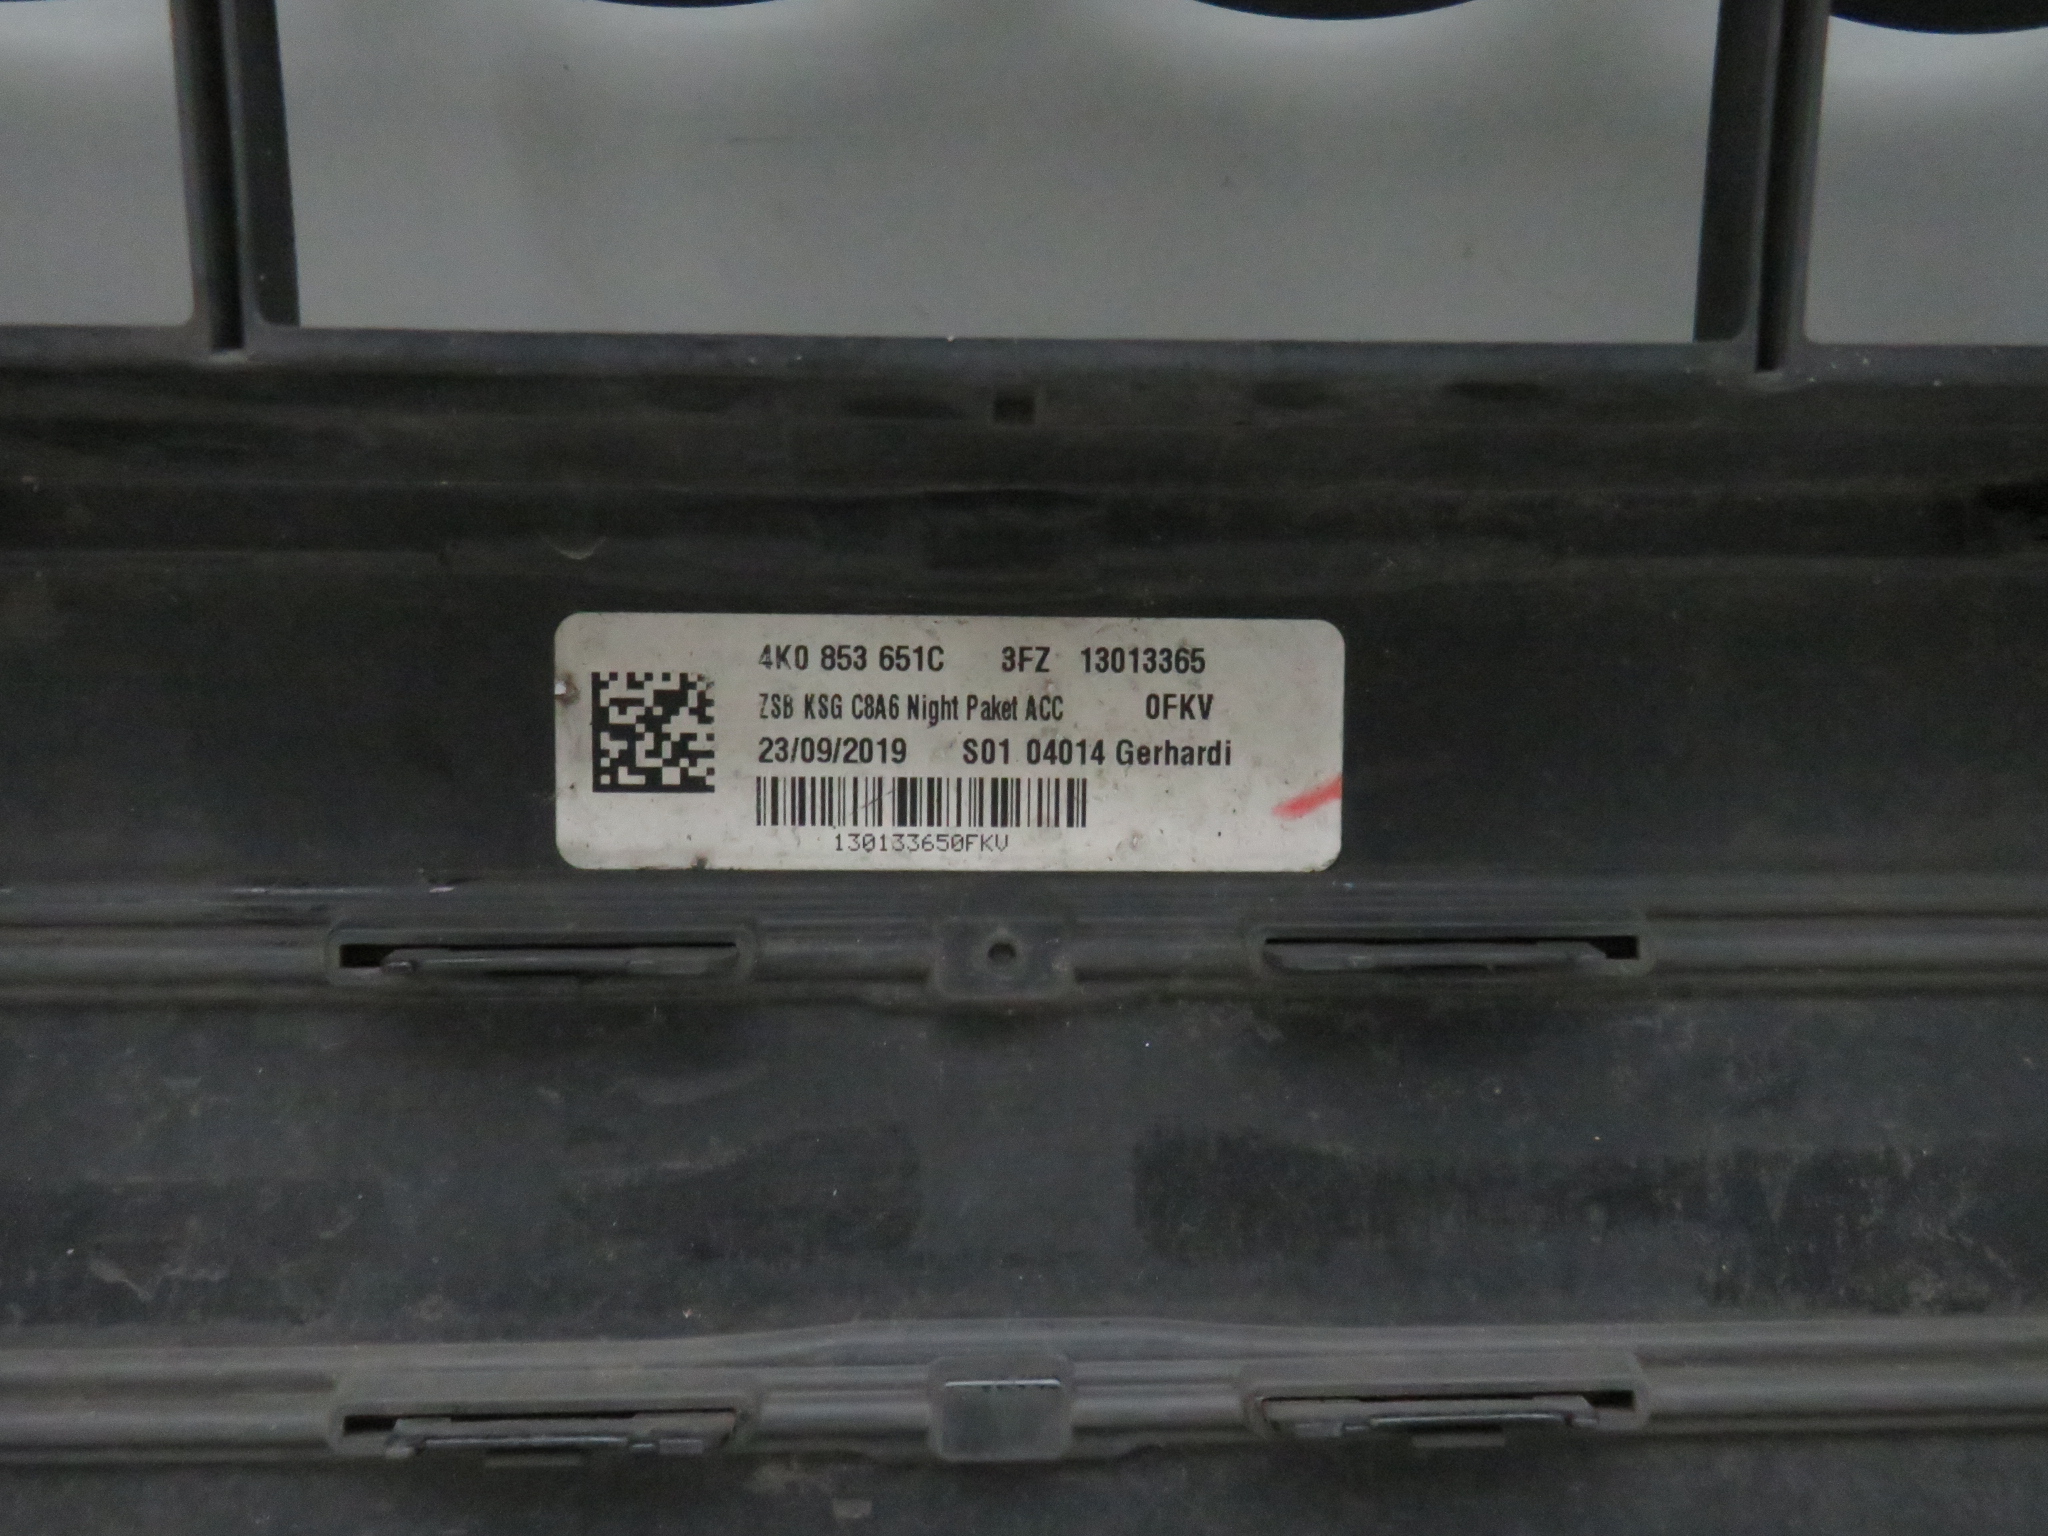 4K0 853 651C 3FZ 13013365
ZSB KSG C8A6 Night Paket ACC 0FKV
23/09/2019 S01 04014 Gerhardi
130133650FKV